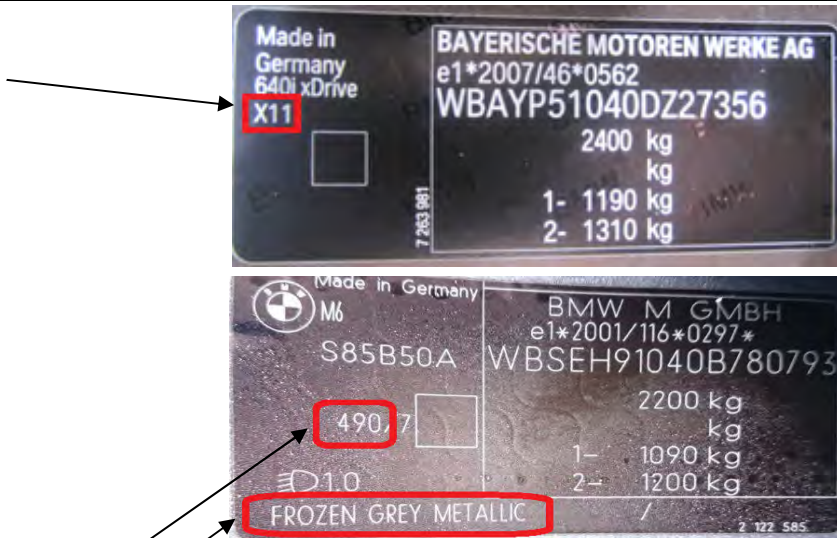 Made in
Germany
640i xDrive
X11
BAYERISCHE MOTOREN WERKE AG
e1*2007/46*0562
WBAYP51040DZ27356
2400 kg
kg
1- 1190 kg
2- 1310 kg
7 263 981
Made in Germany
M6
S85B50A
490/7
1.0
FROZEN GREY METALLIC
BMW M GMBH
e1*2001/116*0297*
WBSEH91040B780793
2200 kg
kg
1- 1090 kg
2- 1200 kg
/
2 122 585